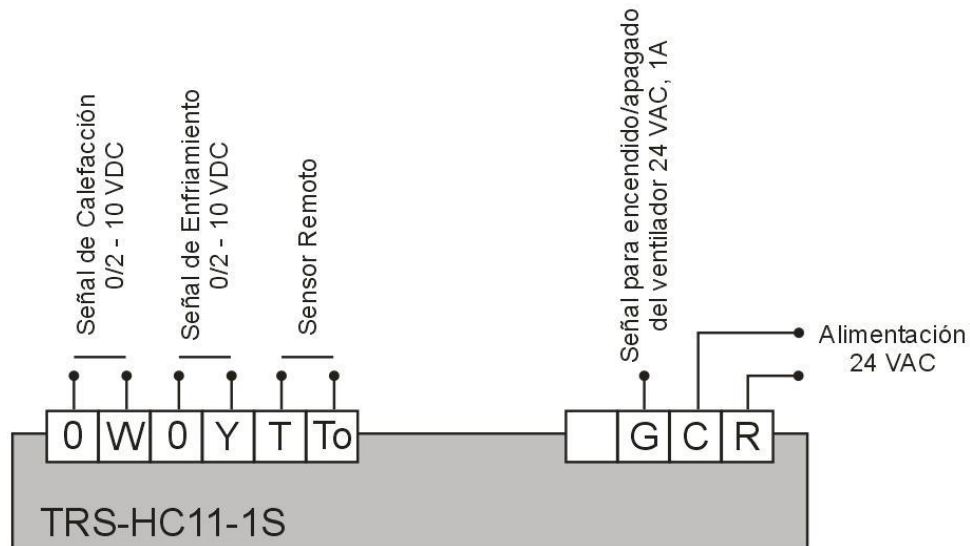 Señal de Calefacción
0/2 - 10 VDC
Señal de Enfriamiento
0/2 - 10 VDC
Sensor Remoto
Señal para encendido/apagado
del ventilador 24 VAC, 1A
Alimentación
24 VAC
0 W 0 Y T To
G C R
TRS-HC11-1S